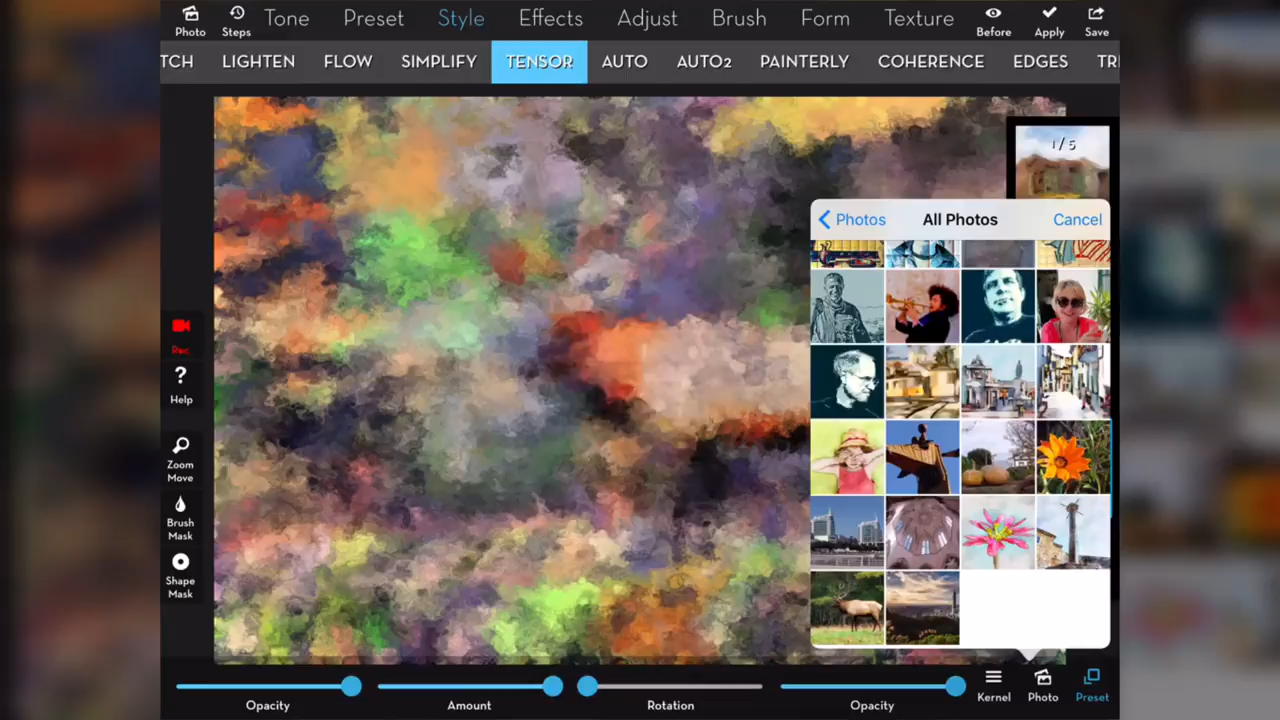 Photo Steps Tone Preset Style Effects Adjust Brush Form Texture Before Apply Save
TCH LIGHTEN FLOW SIMPLIFY TENSOR AUTO AUTO2 PAINTERLY COHERENCE EDGES TRI
1/5
Photos All Photos Cancel
Rec
?
Help
Zoom
Move
Brush
Mask
Shape
Mask
Opacity Amount Rotation Opacity Kernel Photo Preset